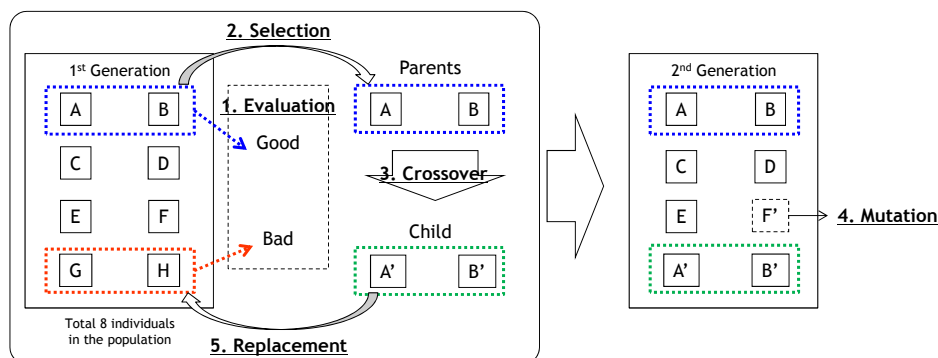 2. Selection
1st Generation
Parents
2nd Generation
A
B
1. Evaluation
A
B
A
B
Good
C
D
3. Crossover
C
D
E
F
E
F’
4. Mutation
Bad
Child
G
H
A’
B’
A’
B’
Total 8 individuals
in the population
5. Replacement